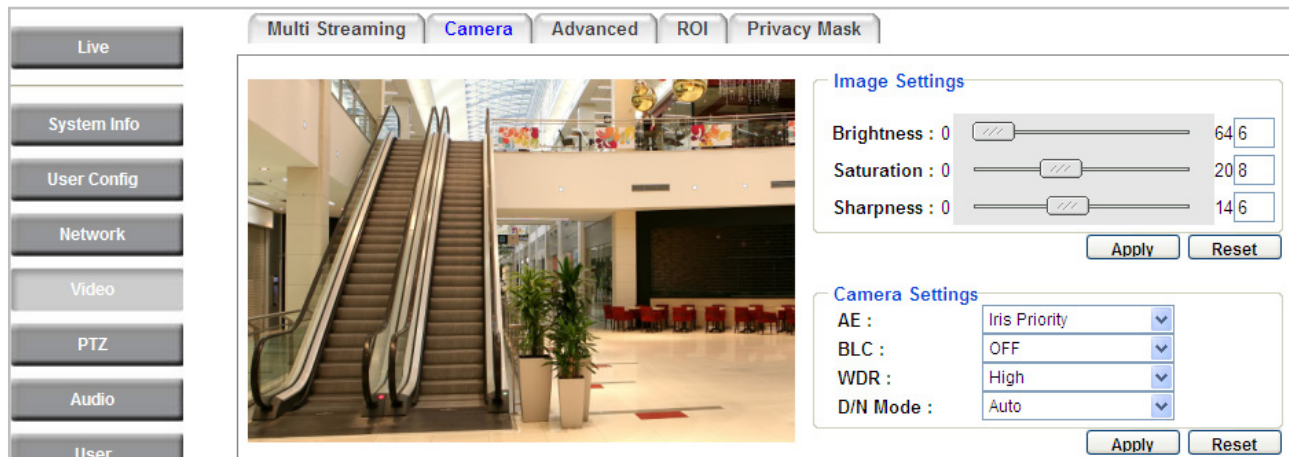 Live
System Info
User Config
Network
Video
PTZ
Audio
User
Multi Streaming Camera Advanced ROI Privacy Mask
Image Settings
Brightness : 0 64 6
Saturation : 0 20 8
Sharpness : 0 14 6
Apply Reset
Camera Settings
AE : Iris Priority
BLC : OFF
WDR : High
D/N Mode : Auto
Apply Reset